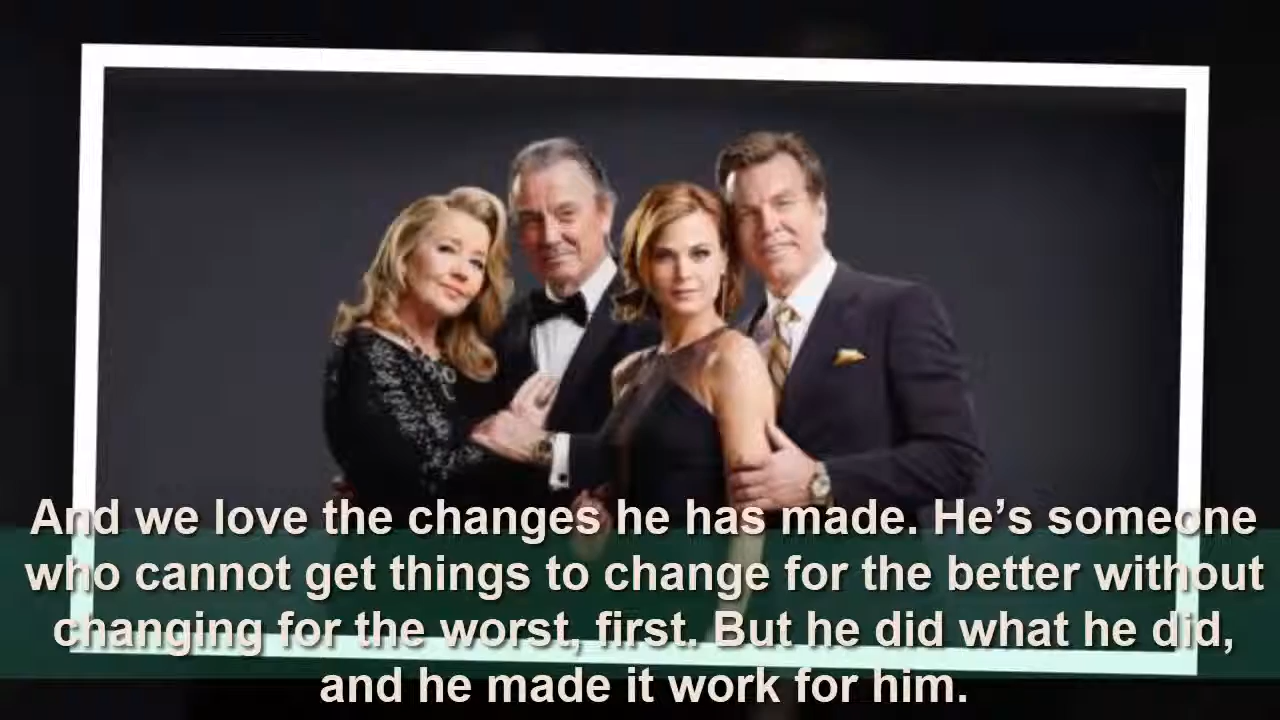 And we love the changes he has made. He’s someone
who cannot get things to change for the better without
changing for the worst, first. But he did what he did,
and he made it work for him.